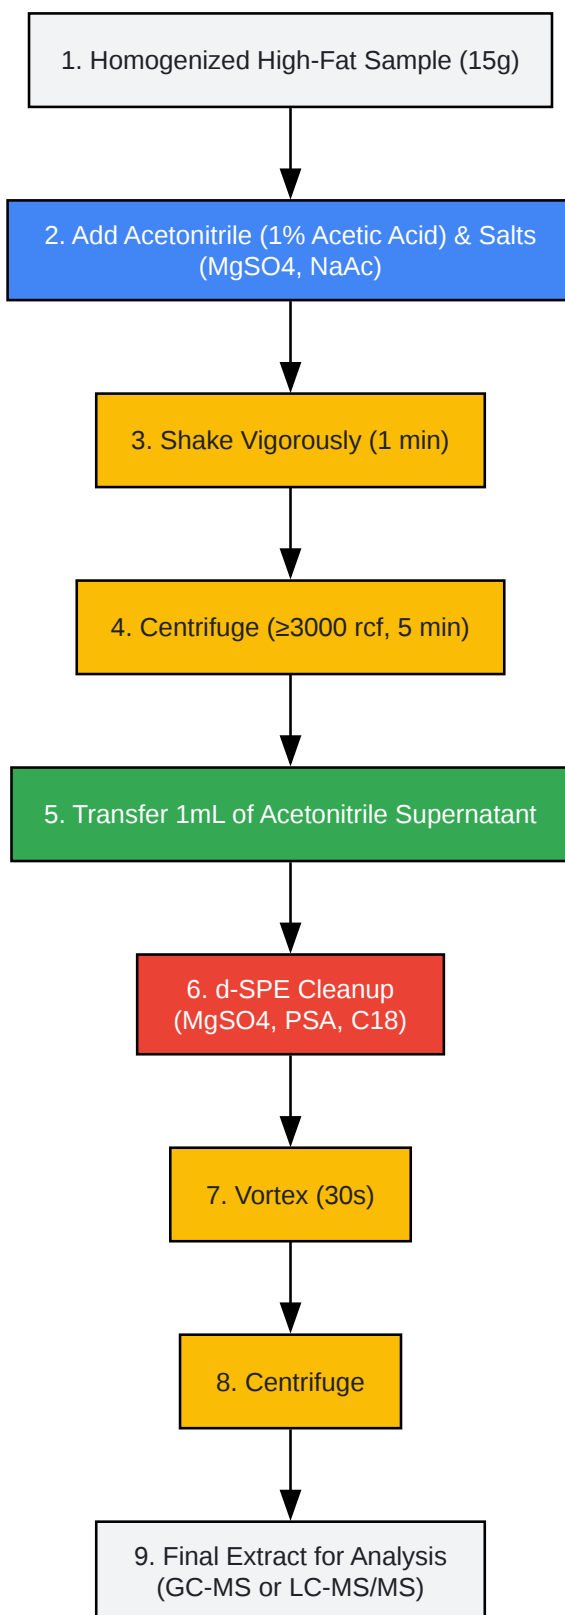 1. Homogenized High-Fat Sample (15g)
2. Add Acetonitrile (1% Acetic Acid) & Salts
(MgSO4, NaAc)
3. Shake Vigorously (1 min)
4. Centrifuge (≥3000 rcf, 5 min)
5. Transfer 1mL of Acetonitrile Supernatant
6. d-SPE Cleanup
(MgSO4, PSA, C18)
7. Vortex (30s)
8. Centrifuge
9. Final Extract for Analysis
(GC-MS or LC-MS/MS)